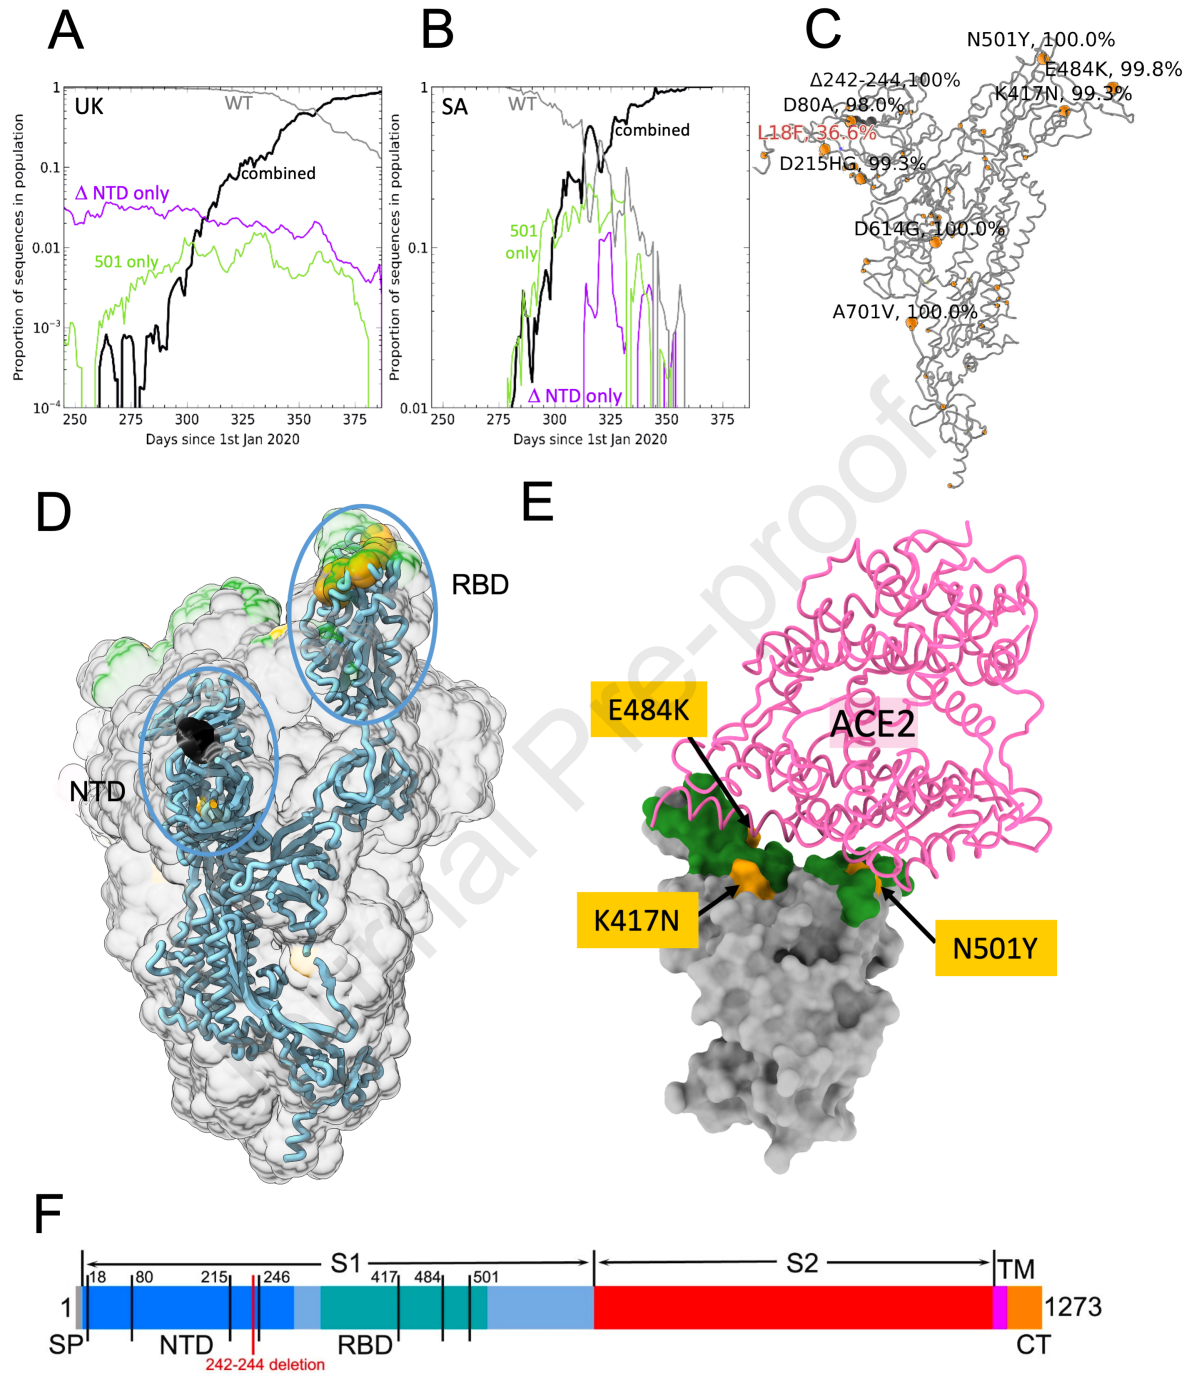 A
B
C
UK
WT
combined
Δ NTD only
501 only
Proportion of sequences in population
1
0.1
0.01
10⁻³
10⁻⁴
250
275
300
325
350
375
Days since 1st Jan 2020
SA
WT
combined
501
only
Δ NTD only
Proportion of sequences in population
1
0.1
0.01
250
275
300
325
350
375
Days since 1st Jan 2020
N501Y, 100.0%
E484K, 99.8%
Δ242-244,100%
K417N, 99.3%
D80A, 98.0%
L18F, 36.6%
D215HG, 99.3%
D614G, 100.0%
A701V, 100.0%
D
RBD
NTD
E
E484K
ACE2
K417N
N501Y
Journal Pre-proof
F
S1
S2
TM
18
80
215
246
417
484
501
1
1273
SP
NTD
RBD
CT
242-244 deletion